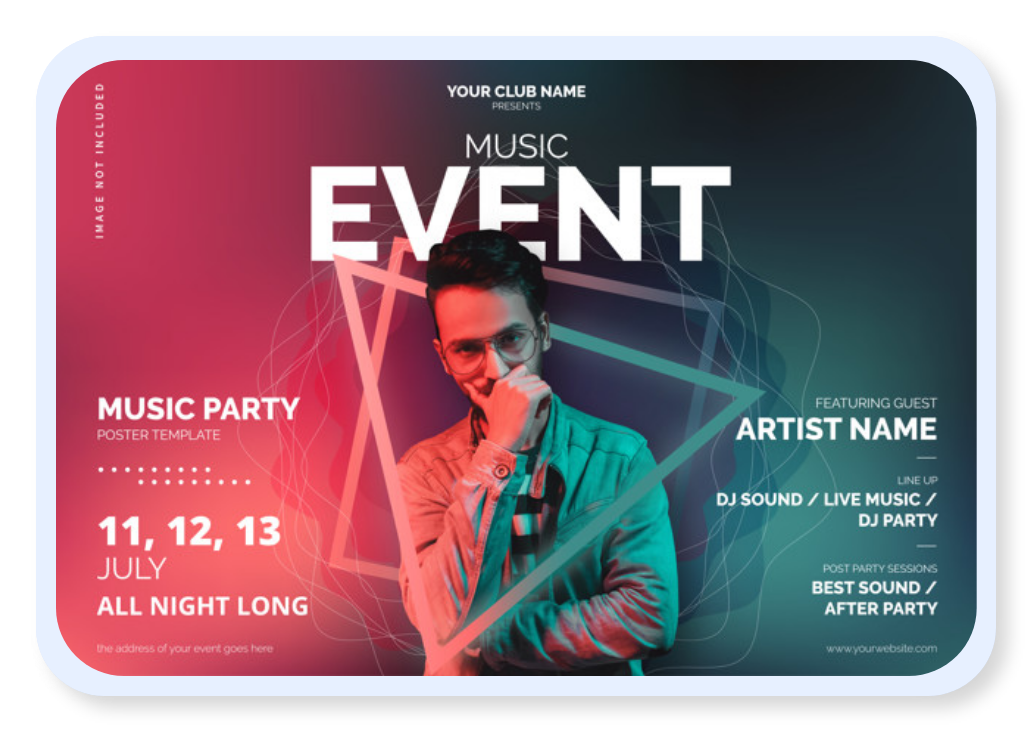 IMAGE NOT INCLUDED
YOUR CLUB NAME
PRESENTS
MUSIC
EVENT
MUSIC PARTY
POSTER TEMPLATE
11, 12, 13
JULY
ALL NIGHT LONG
the address of your event goes here
FEATURING GUEST
ARTIST NAME
LINE UP
DJ SOUND / LIVE MUSIC /
DJ PARTY
POST PARTY SESSIONS
BEST SOUND /
AFTER PARTY
www.yourwebsite.com